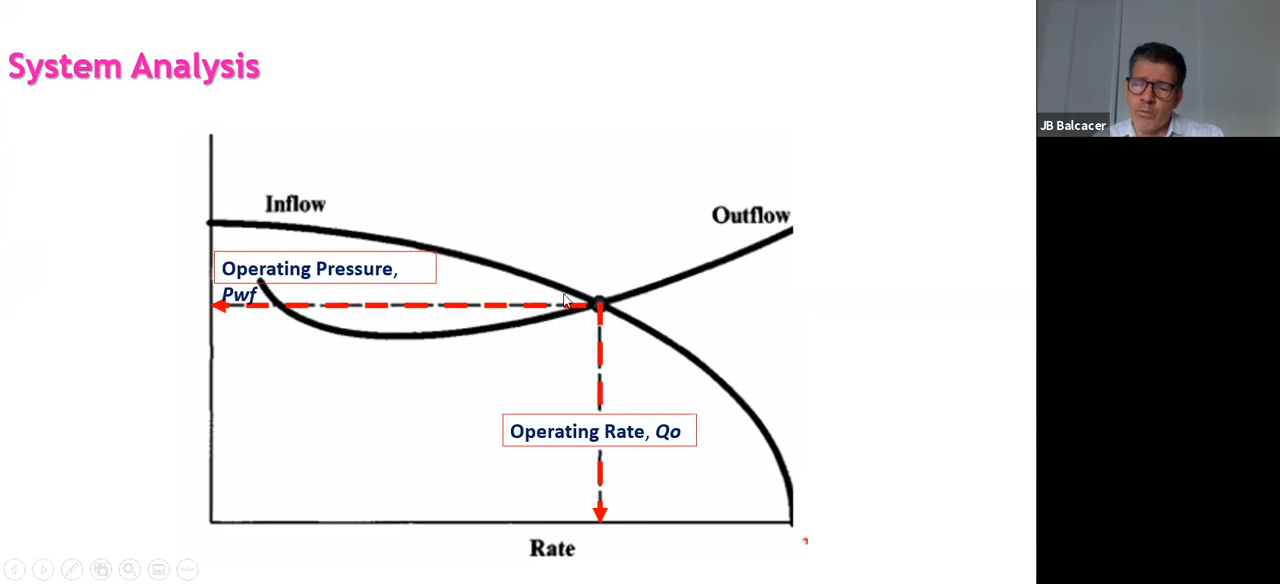 System Analysis
JB Balcacer
Inflow
Outflow
Operating Pressure,
Pwf
Operating Rate, Qo
Rate